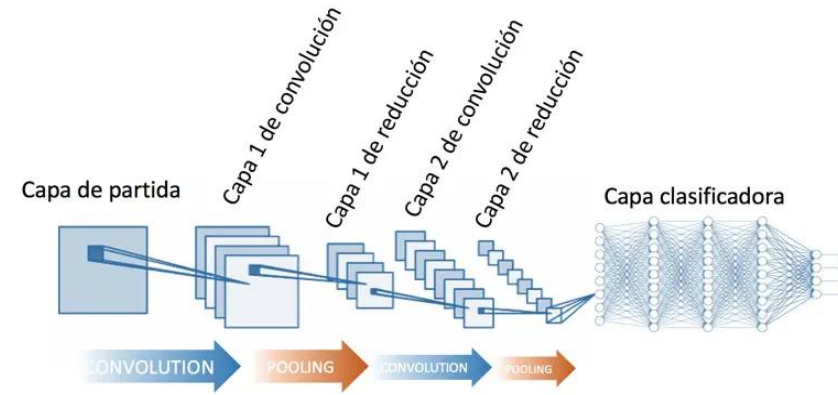 Capa de partida
Capa 1 de convolución
Capa 1 de reducción
Capa 2 de convolución
Capa 2 de reducción
Capa clasificadora
CONVOLUTION
POOLING
CONVOLUTION
POOLING